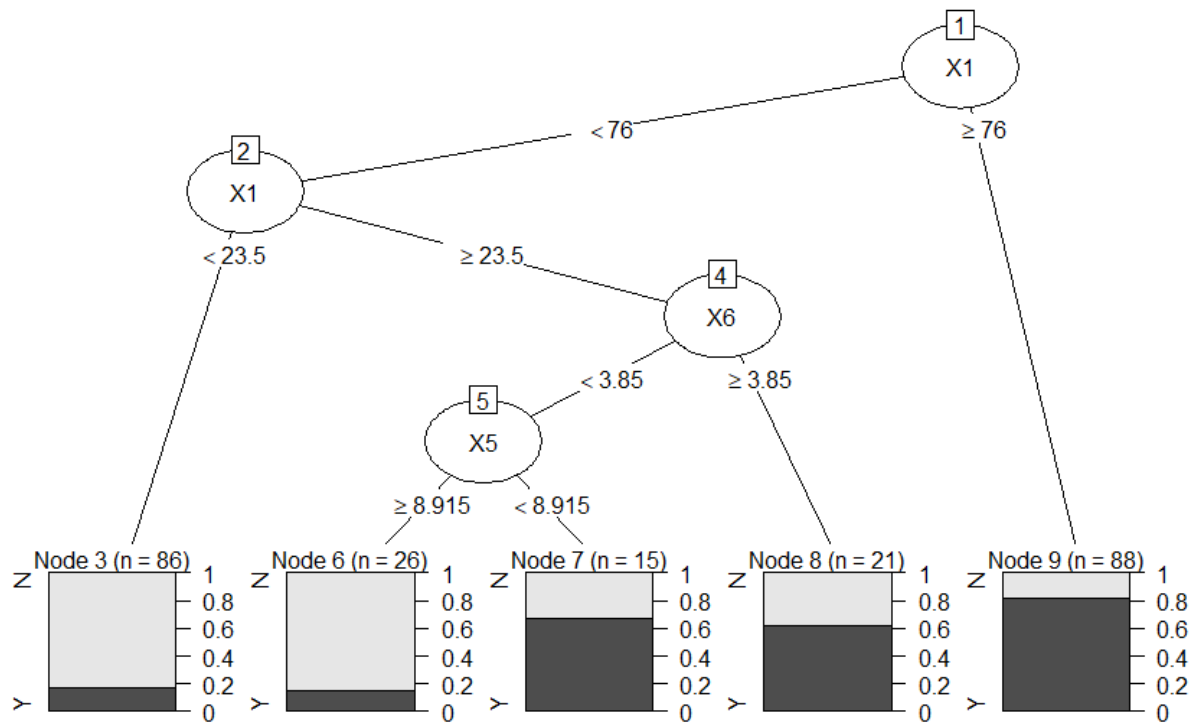 1
X1
< 76
≥ 76
2
X1
< 23.5
≥ 23.5
4
X6
< 3.85
≥ 3.85
5
X5
≥ 8.915
< 8.915
Node 3 (n = 86)
N
Y
1
0.8
0.6
0.4
0.2
0
Node 6 (n = 26)
N
Y
1
0.8
0.6
0.4
0.2
0
Node 7 (n = 15)
N
Y
1
0.8
0.6
0.4
0.2
0
Node 8 (n = 21)
N
Y
1
0.8
0.6
0.4
0.2
0
Node 9 (n = 88)
N
Y
1
0.8
0.6
0.4
0.2
0